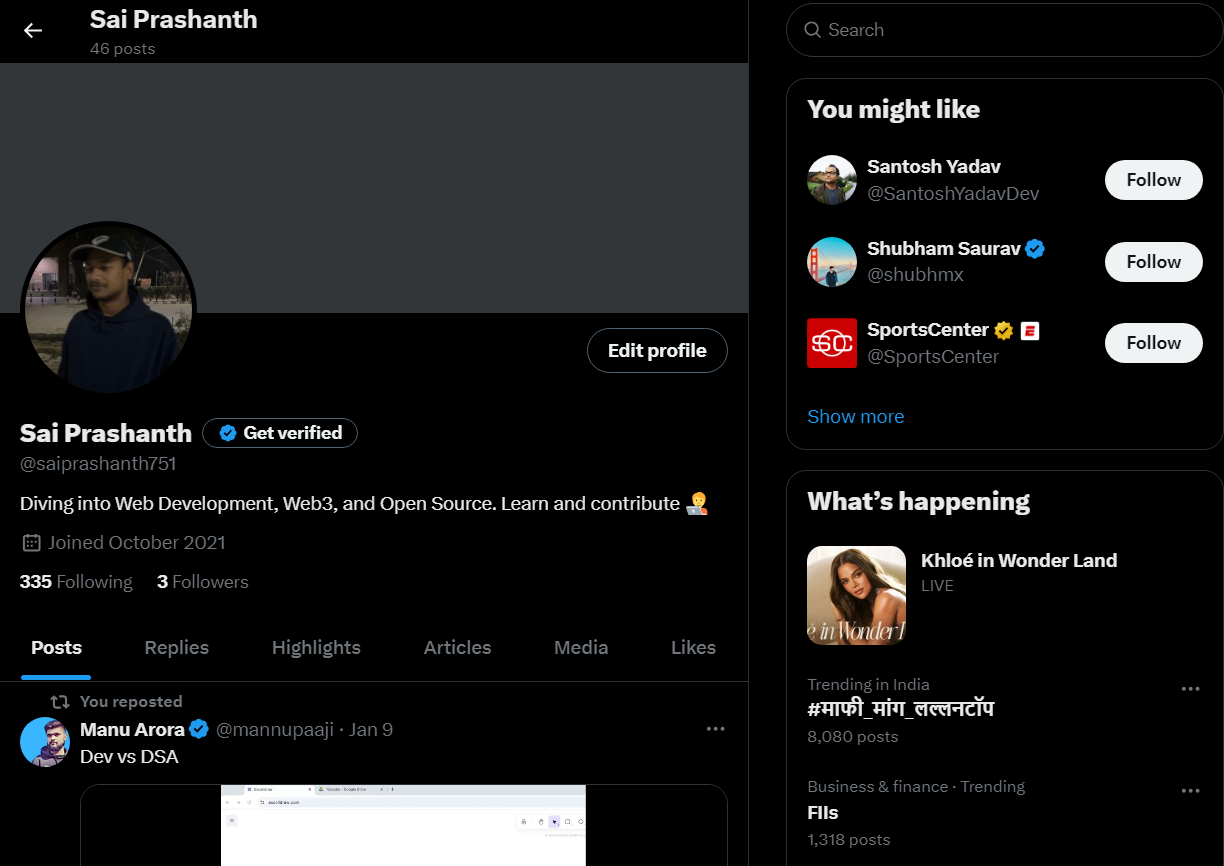 Sai Prashanth
46 posts
Edit profile
Sai Prashanth
Get verified
@saiprashanth751
Diving into Web Development, Web3, and Open Source. Learn and contribute
Joined October 2021
335 Following 3 Followers
Posts Replies Highlights Articles Media Likes
You reposted
Manu Arora @mannupaaji · Jan 9
Dev vs DSA
Search
You might like
Santosh Yadav
@SantoshYadavDev
Follow
Shubham Saurav
@shubhmx
Follow
SC
SportsCenter
@SportsCenter
Follow
Show more
What's happening
in Wonder
Khloé in Wonder Land
LIVE
Trending in India
#माफी_मांग_लल्लनटॉप
8,080 posts
Business & finance · Trending
FIIs
1,318 posts